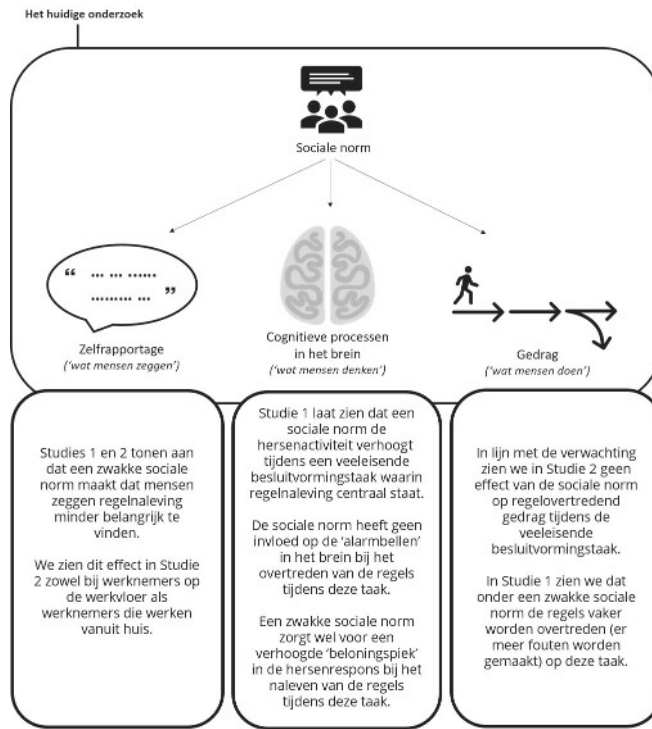 Het huidige onderzoek
Sociale norm
“ ... ... ......
......... ... ”
Zelfrapportage
(‘wat mensen zeggen’)
Cognitieve processen
in het brein
(‘wat mensen denken’)
Gedrag
(‘wat mensen doen’)
Studies 1 en 2 tonen aan
dat een zwakke sociale
norm maakt dat mensen
zeggen regelnaleving
minder belangrijk te
vinden.
We zien dit effect in Studie
2 zowel bij werknemers op
de werkvloer als
werknemers die werken
vanuit huis.
Studie 1 laat zien dat een
sociale norm de
hersenactiviteit verhoogt
tijdens een veeleisende
besluitvormingstaak waarin
regelnaleving centraal staat.
De sociale norm heeft geen
invloed op de ‘alarmbellen’
in het brein bij het
overtreden van de regels
tijdens deze taak.
Een zwakke sociale norm
zorgt wel voor een
verhoogde ‘beloningspiek’
in de hersenrespons bij het
naleven van de regels
tijdens deze taak.
In lijn met de verwachting
zien we in Studie 2 geen
effect van de sociale norm
op regelovertredend
gedrag tijdens de
veeleisende
besluitvormingstaak.
In Studie 1 zien we dat
onder een zwakke sociale
norm de regels vaker
worden overtreden (er
meer fouten worden
gemaakt) op deze taak.